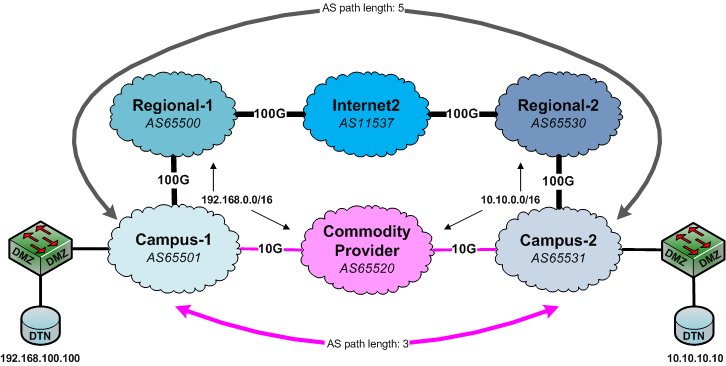 AS path length: 5
Regional-1
AS65500
100G
Internet2
AS11537
100G
Regional-2
AS65530
100G
100G
192.168.0.0/16
10.10.0.0/16
DMZ
DMZ
Campus-1
AS65501
10G
Commodity
Provider
AS65520
10G
Campus-2
AS65531
DMZ
DMZ
DTN
192.168.100.100
AS path length: 3
DTN
10.10.10.10